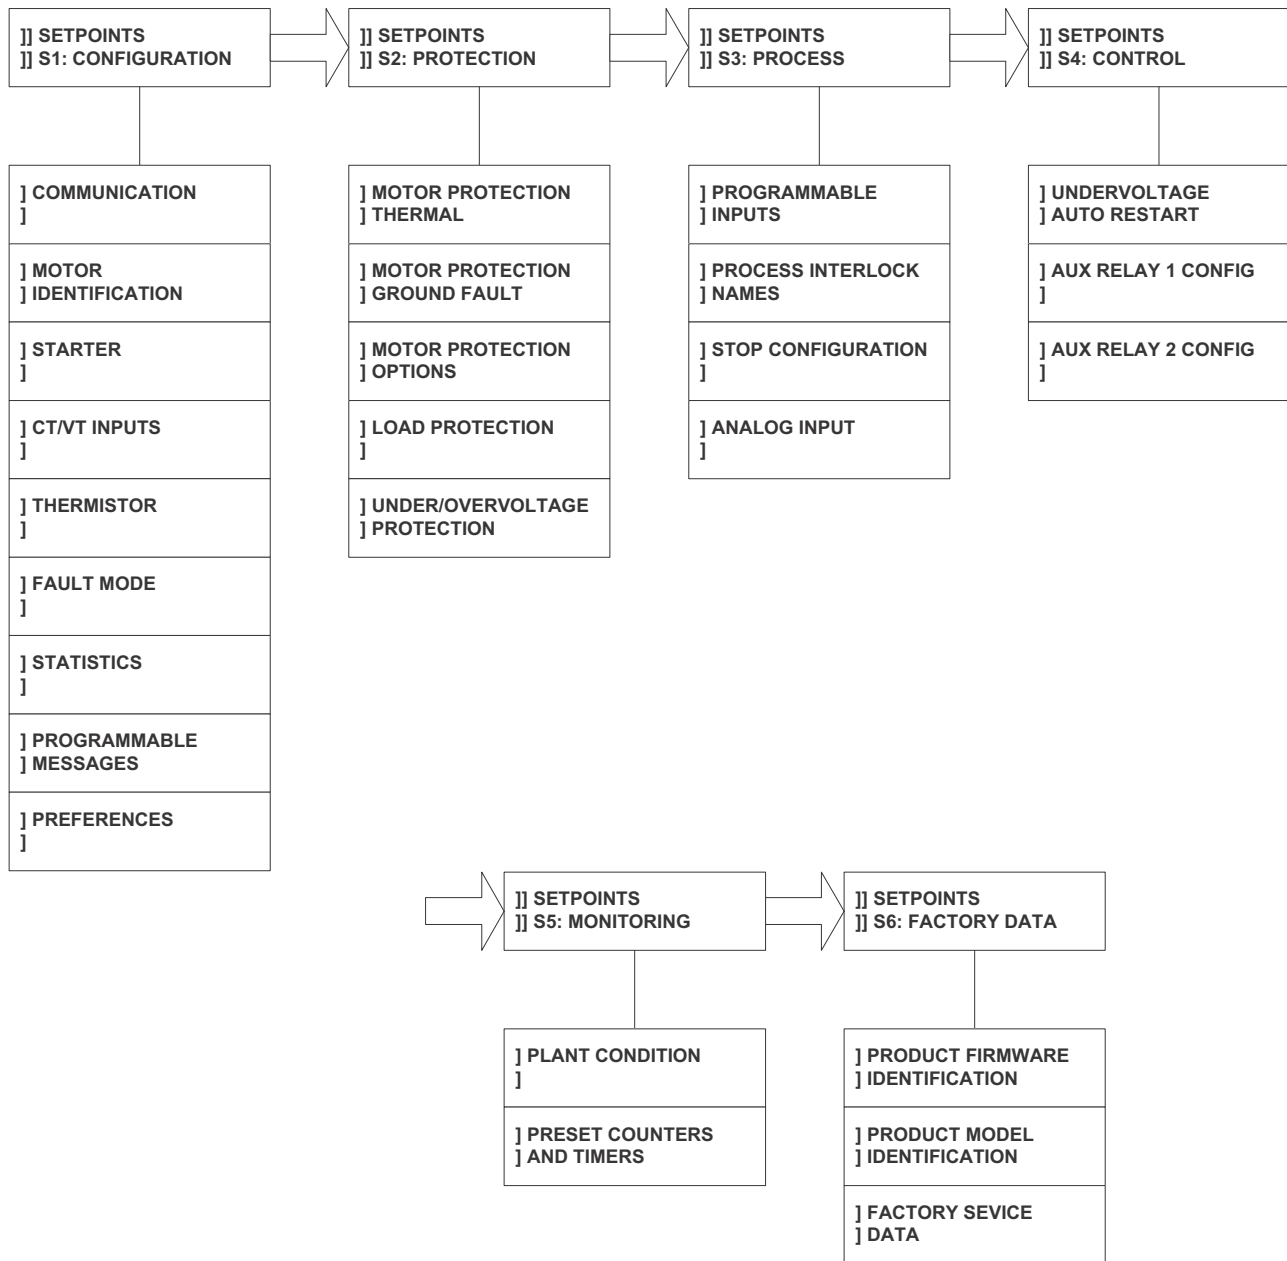 ]] SETPOINTS
]] S1: CONFIGURATION
]] SETPOINTS
]] S2: PROTECTION
]] SETPOINTS
]] S3: PROCESS
]] SETPOINTS
]] S4: CONTROL
] COMMUNICATION
]
] MOTOR
] IDENTIFICATION
] STARTER
]
] CT/VT INPUTS
]
] THERMISTOR
]
] FAULT MODE
]
] STATISTICS
]
] PROGRAMMABLE
] MESSAGES
] PREFERENCES
]
] MOTOR PROTECTION
] THERMAL
] MOTOR PROTECTION
] GROUND FAULT
] MOTOR PROTECTION
] OPTIONS
] LOAD PROTECTION
]
] UNDER/OVERVOLTAGE
] PROTECTION
] PROGRAMMABLE
] INPUTS
] PROCESS INTERLOCK
] NAMES
] STOP CONFIGURATION
]
] ANALOG INPUT
]
] UNDERVOLTAGE
] AUTO RESTART
] AUX RELAY 1 CONFIG
]
] AUX RELAY 2 CONFIG
]
]] SETPOINTS
]] S5: MONITORING
]] SETPOINTS
]] S6: FACTORY DATA
] PLANT CONDITION
]
] PRESET COUNTERS
] AND TIMERS
] PRODUCT FIRMWARE
] IDENTIFICATION
] PRODUCT MODEL
] IDENTIFICATION
] FACTORY SEVICE
] DATA